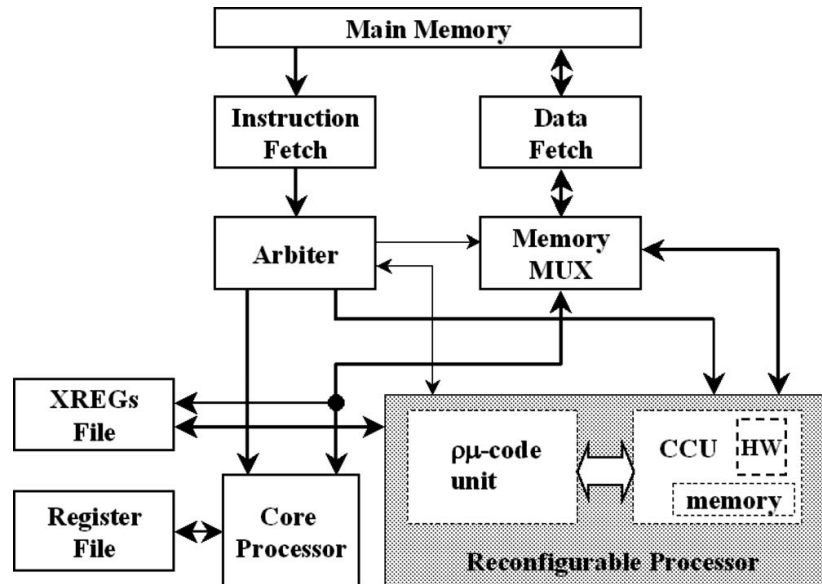 Main Memory
Instruction
Fetch
Data
Fetch
Arbiter
Memory
MUX
XREGs
File
ρμ-code
unit
CCU
HW
memory
Register
File
Core
Processor
Reconfigurable Processor